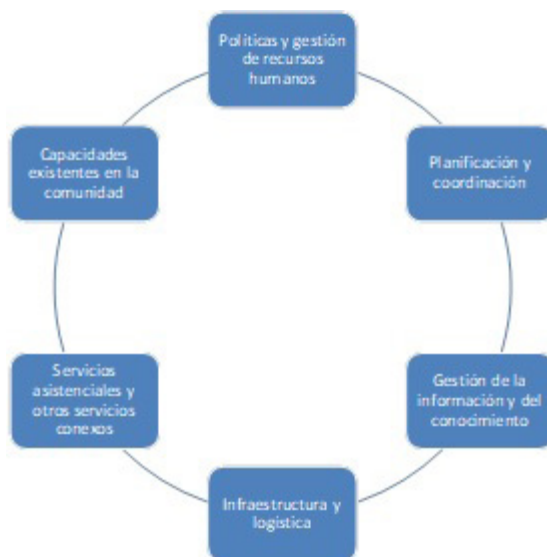 Políticas y gestión
de recursos
humanos
Planificación y
coordinación
Gestión de la
información y del
conocimiento
Infraestructura y
logística
Servicios
asistenciales y
otros servicios
conexos
Capacidades
existentes en la
comunidad